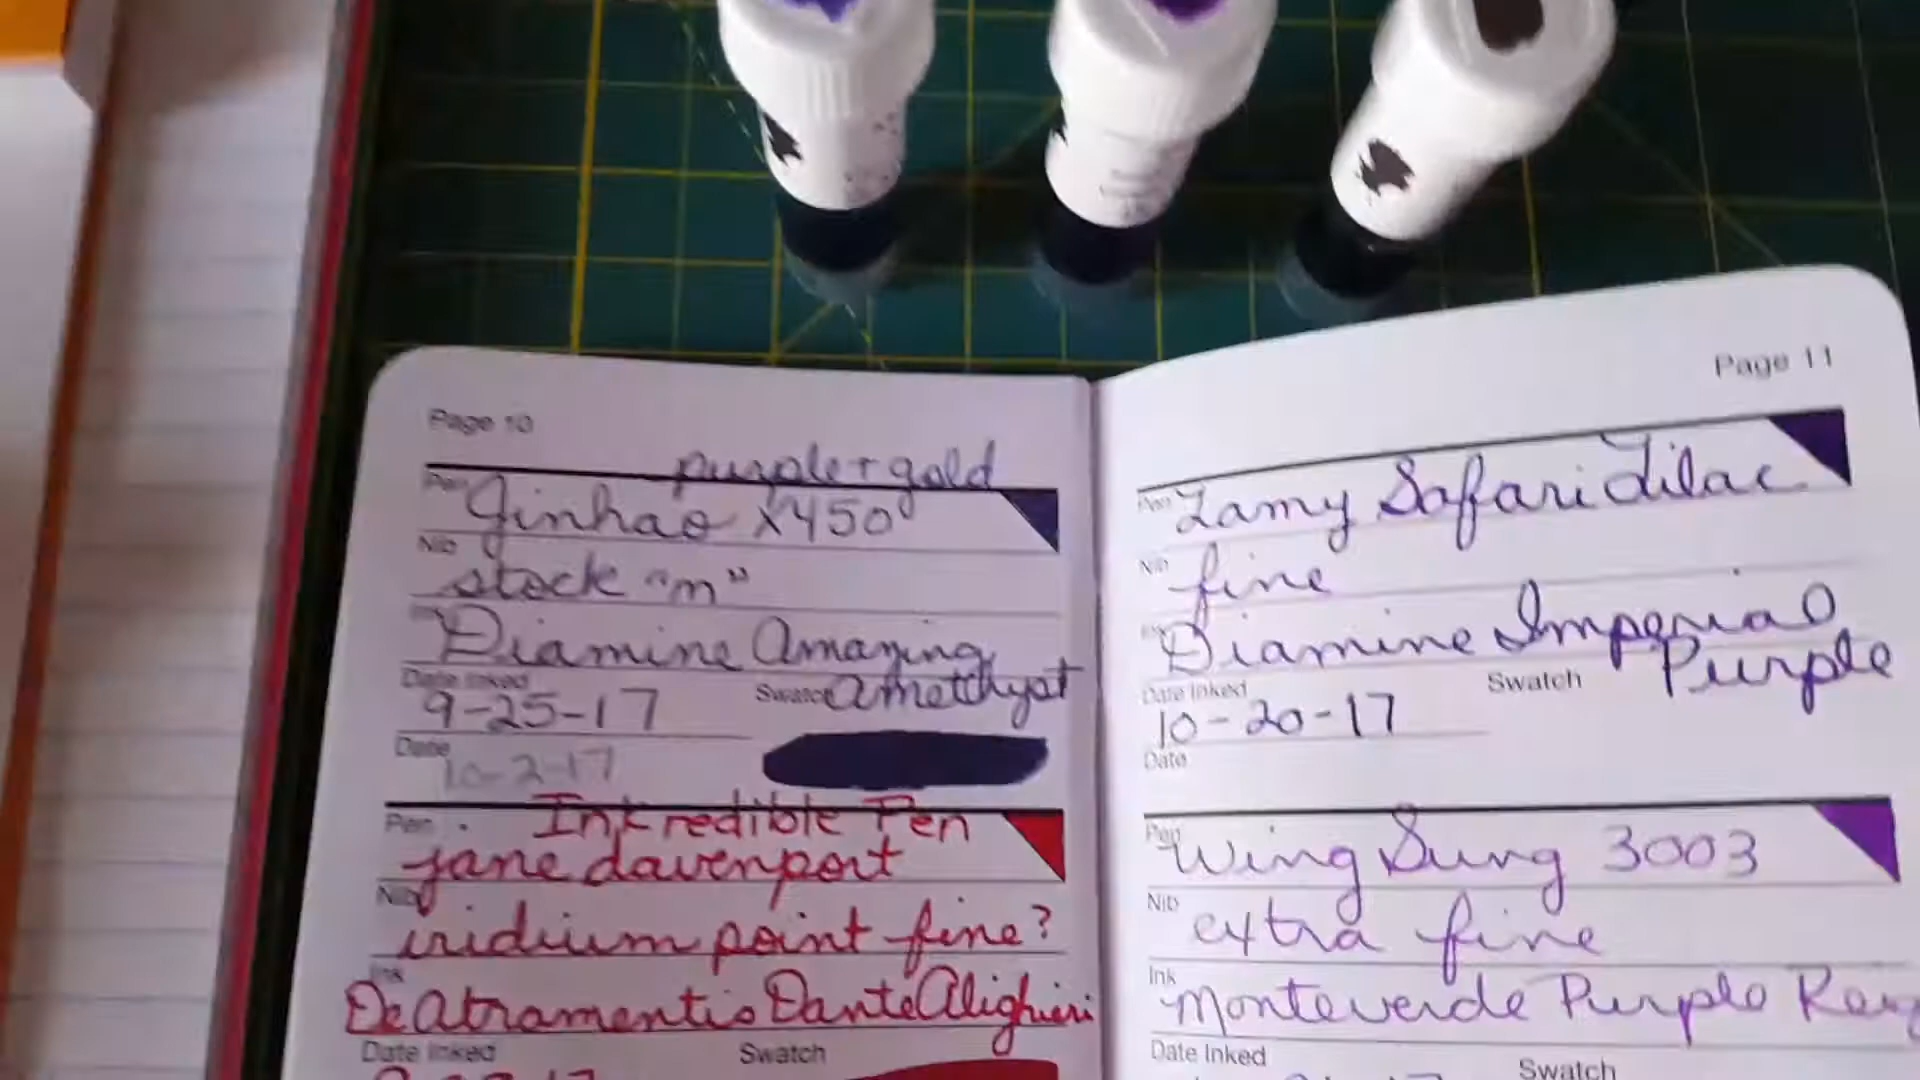 Page 10
purple + gold
Pen Jinhao x450
Nib
stock "m"
Ink
Diamine Amazing
Date Inked Swatch Ametchyst
9-25-17
Date
10-2-17
Pen Inkredible Pen
jane davenport
Nib
iridium point fine?
Ink
De Atramentis Dante Alighieri
Date Inked Swatch
Page 11
Pen Lamy Safari Lilac
Nib
fine
Ink
Diamine Imperial
Purple
Date Inked Swatch
10-20-17
Date
Pen
Wing Sung 3003
Nib
extra fine
Ink
Monteverde Purple
Date Inked Swatch